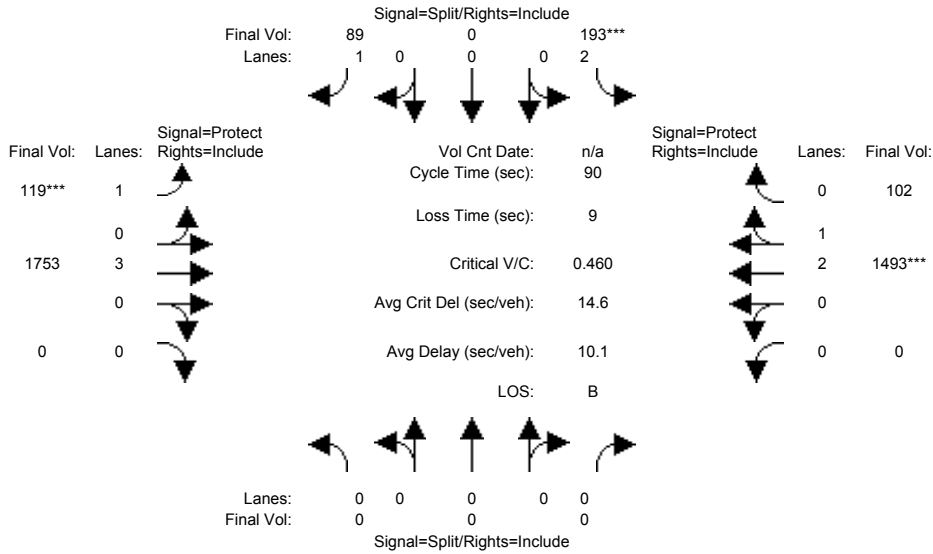 Signal=Split/Rights=Include
Final Vol: 89 0 193***
Lanes: 1 0 0 0 2
Signal=Protect Signal=Protect
Final Vol: Lanes: Rights=Include Vol Cnt Date: n/a Rights=Include Lanes: Final Vol:
Cycle Time (sec): 90
119*** 1 0 102
Loss Time (sec): 9
0 1
1753 3 Critical V/C: 0.460 2 1493***
0 Avg Crit Del (sec/veh): 14.6 0
0 0 Avg Delay (sec/veh): 10.1 0 0
LOS: B
Lanes: 0 0 0 0 0
Final Vol: 0 0 0
Signal=Split/Rights=Include